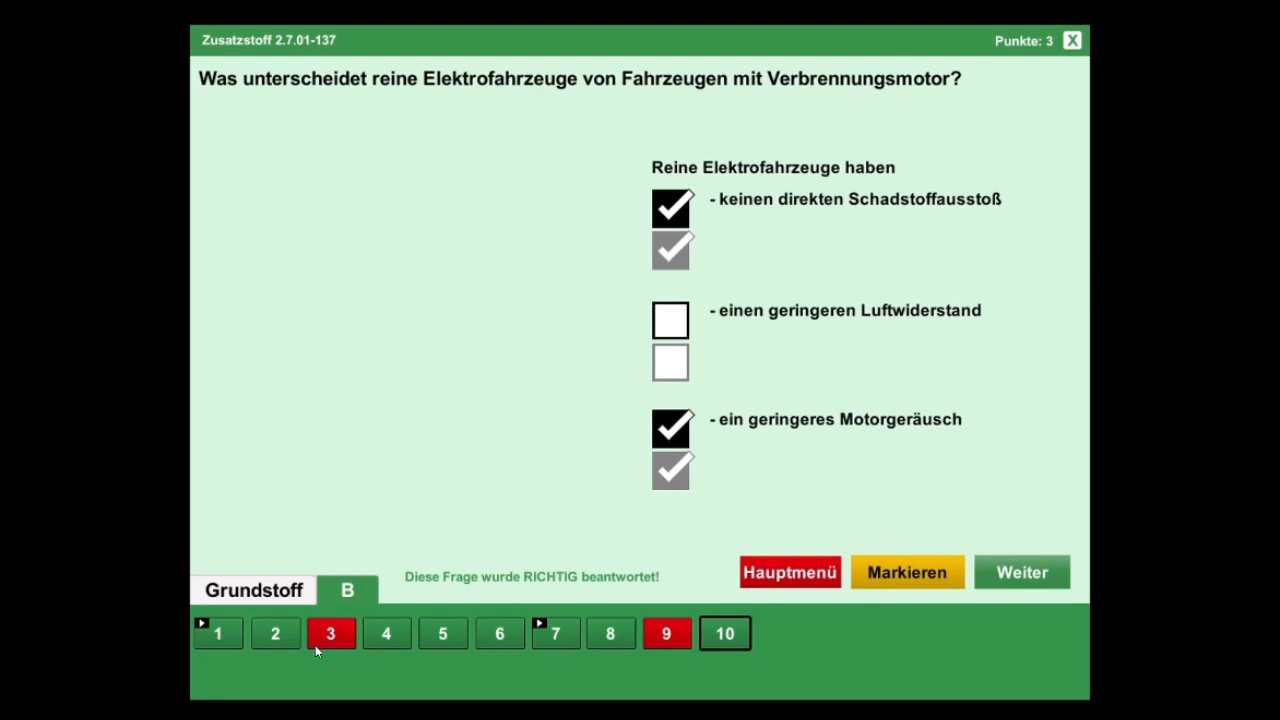 Zusatzstoff 2.7.01-137
Punkte: 3 X
Was unterscheidet reine Elektrofahrzeuge von Fahrzeugen mit Verbrennungsmotor?
Reine Elektrofahrzeuge haben
- keinen direkten Schadstoffausstoß
- einen geringeren Luftwiderstand
- ein geringeres Motorgeräusch
Hauptmenü Markieren Weiter
Diese Frage wurde RICHTIG beantwortet!
Grundstoff B
1 2 3 4 5 6 7 8 9 10